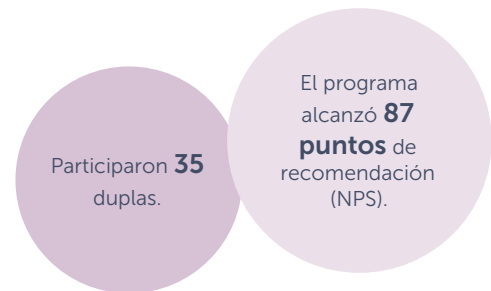 Participaron 35
duplas.
El programa
alcanzó 87
puntos de
recomendación
(NPS).